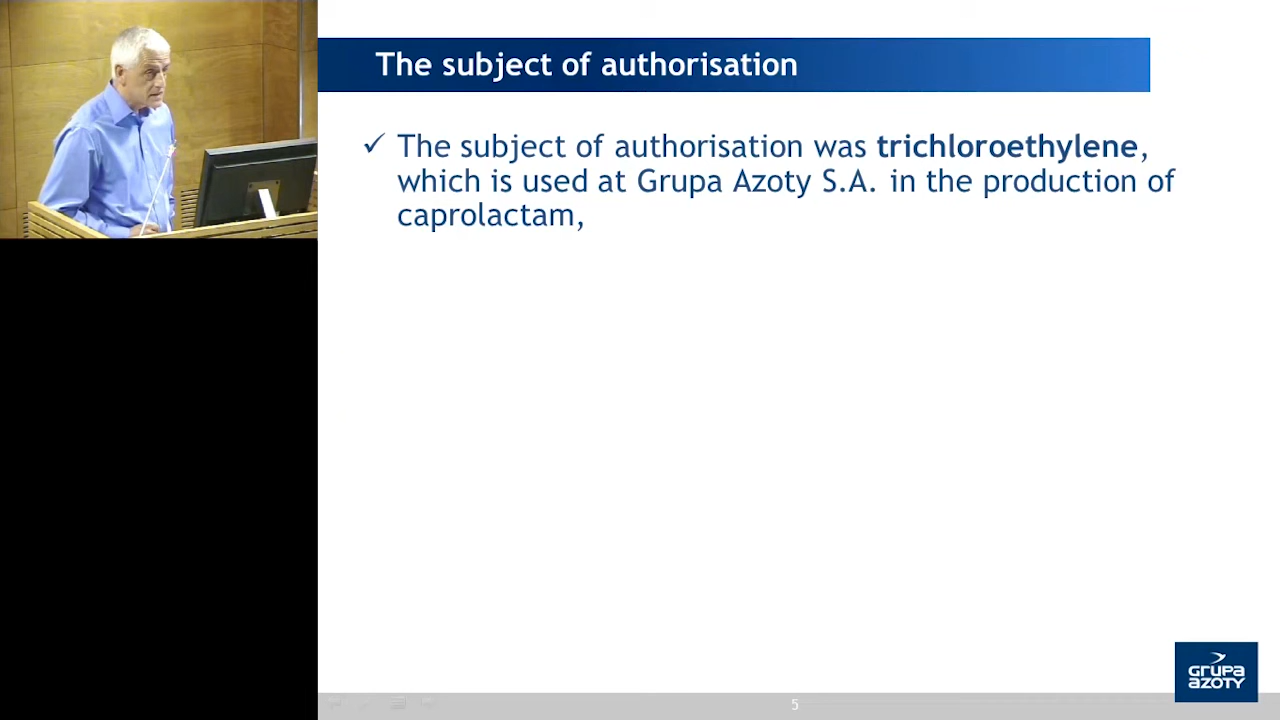 The subject of authorisation
✓ The subject of authorisation was trichloroethylene,
which is used at Grupa Azoty S.A. in the production of
caprolactam,
GRUPA
AZOTY
5